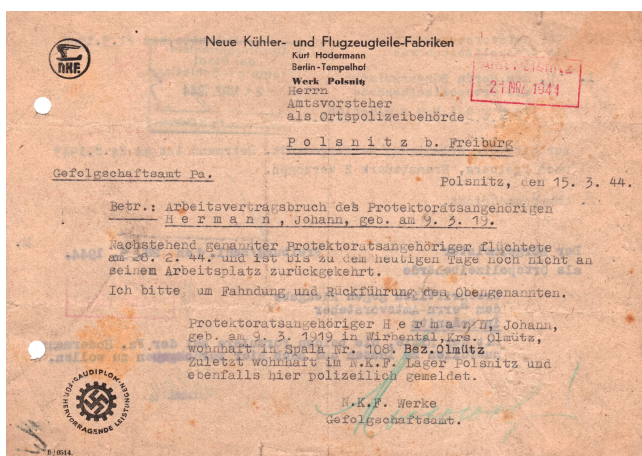 NKF.
Neue Kühler- und Flugzeugteile-Fabriken
Kurt Hodermann
Berlin-Tempelhof
Werk Polsnitz
21 MRZ 1944
Herrn
Amtsvorsteher
als Ortspolizeibehörde
Polsnitz b. Freiburg
Gefolgschaftsamt Pa.
Polsnitz, den 15. 3. 44.
Betr.: Arbeitsvertragsbruch des Protektoratsangehörigen
Hermann, Johann, geb. am 9. 3. 19.
Nachstehend genannter Protektoratsangehöriger flüchtete
am 28. 2. 44. und ist bis zu dem heutigen Tage noch nicht an
seinem Arbeitsplatz zurückgekehrt.
Ich bitte um Fahndung und Rückführung des Obengenannten.
Protektoratsangehöriger Hermann, Johann,
geb. am 9. 3. 1919 in Wirbental, Krs. Olmütz,
wohnhaft in Spala Nr. 108. Bez. Olmütz
Zuletzt wohnhaft im N.K.F. Lager Polsnitz und
ebenfalls hier polizeilich gemeldet.
N.K.F Werke
Gefolgschaftsamt.
GAUDIPLOM
FÜR HERVORRAGENDE LEISTUNGEN
D/0514.